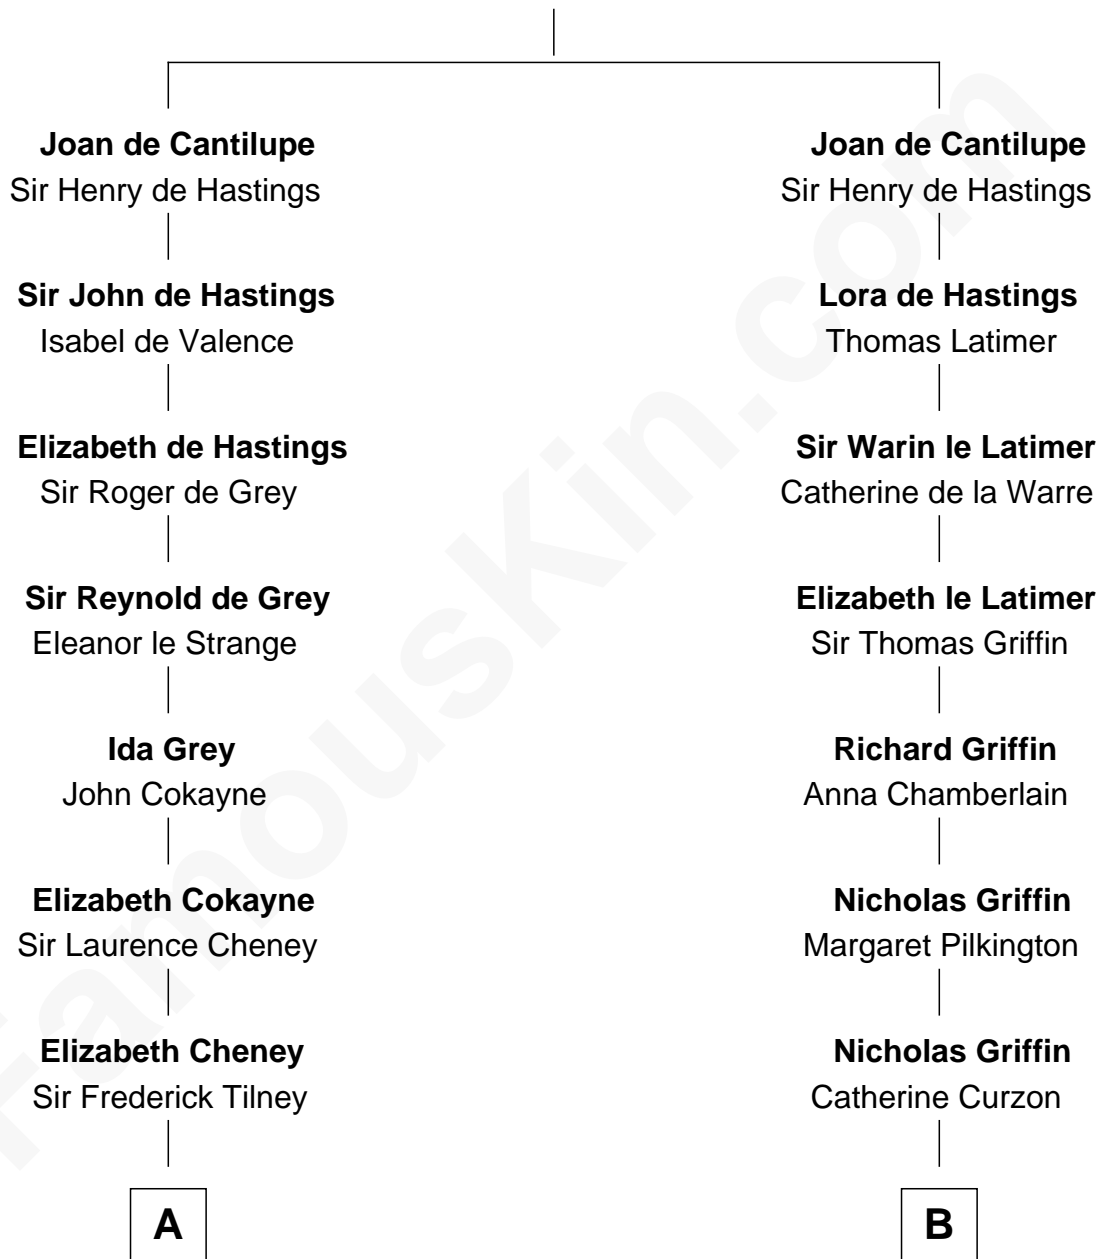 Joan de Cantilupe
Sir Henry de Hastings
Sir John de Hastings
Isabel de Valence
Elizabeth de Hastings
Sir Roger de Grey
Sir Reynold de Grey
Eleanor le Strange
Ida Grey
John Cokayne
Elizabeth Cokayne
Sir Laurence Cheney
Elizabeth Cheney
Sir Frederick Tilney
A
Joan de Cantilupe
Sir Henry de Hastings
Lora de Hastings
Thomas Latimer
Sir Warin le Latimer
Catherine de la Warre
Elizabeth le Latimer
Sir Thomas Griffin
Richard Griffin
Anna Chamberlain
Nicholas Griffin
Margaret Pilkington
Nicholas Griffin
Catherine Curzon
B
FamousKin.com